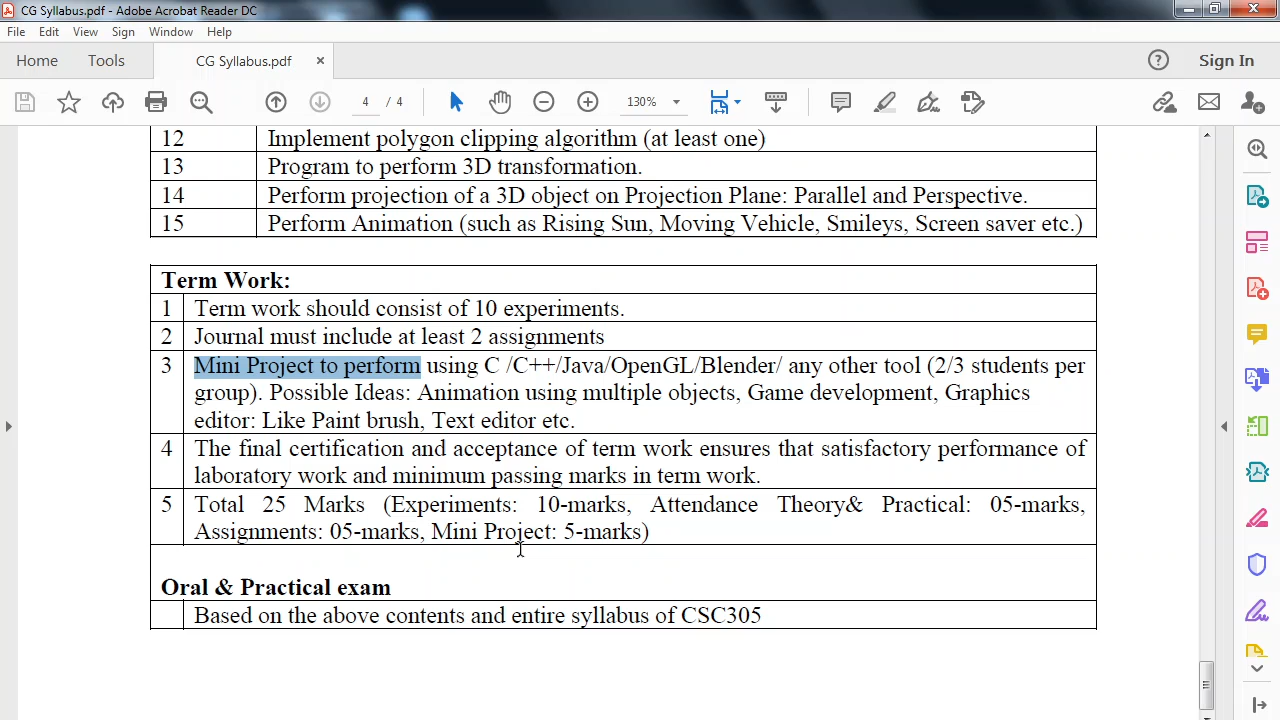 CG Syllabus.pdf - Adobe Acrobat Reader DC
File Edit View Sign Window Help
Home Tools CG Syllabus.pdf × ? Sign In
4 / 4 130%
12 Implement polygon clipping algorithm (at least one)
13 Program to perform 3D transformation.
14 Perform projection of a 3D object on Projection Plane: Parallel and Perspective.
15 Perform Animation (such as Rising Sun, Moving Vehicle, Smileys, Screen saver etc.)
Term Work:
1 Term work should consist of 10 experiments.
2 Journal must include at least 2 assignments
3 Mini Project to perform using C /C++/Java/OpenGL/Blender/ any other tool (2/3 students per
group). Possible Ideas: Animation using multiple objects, Game development, Graphics
editor: Like Paint brush, Text editor etc.
4 The final certification and acceptance of term work ensures that satisfactory performance of
laboratory work and minimum passing marks in term work.
5 Total 25 Marks (Experiments: 10-marks, Attendance Theory& Practical: 05-marks,
Assignments: 05-marks, Mini Project: 5-marks)
Oral & Practical exam
Based on the above contents and entire syllabus of CSC305